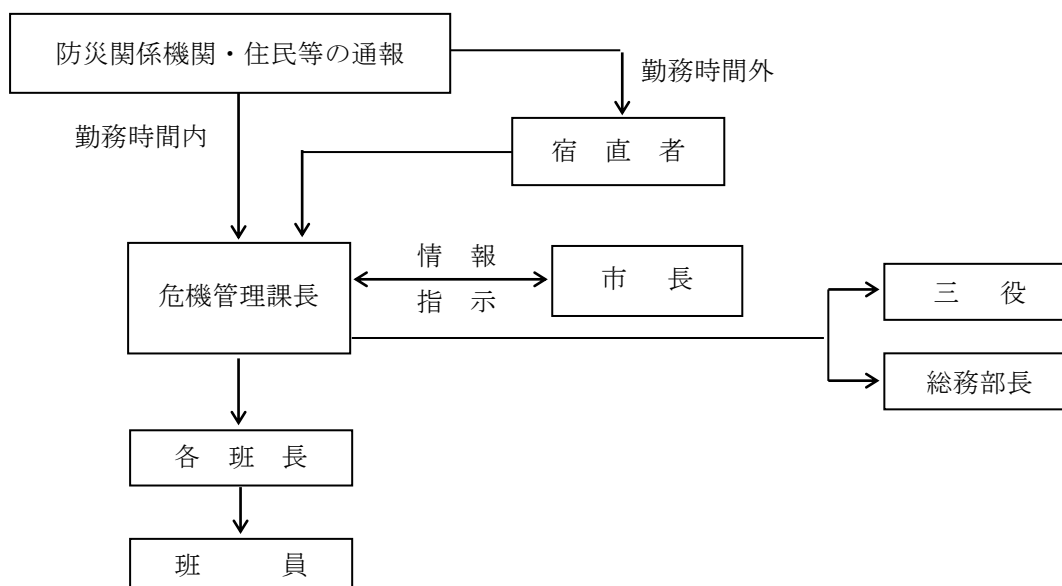 防災関係機関・住民等の通報
勤務時間外
勤務時間内
宿　直　者
情　報
市　長
危機管理課長
指　示
三　役
総務部長
各　班　長
班　　　員